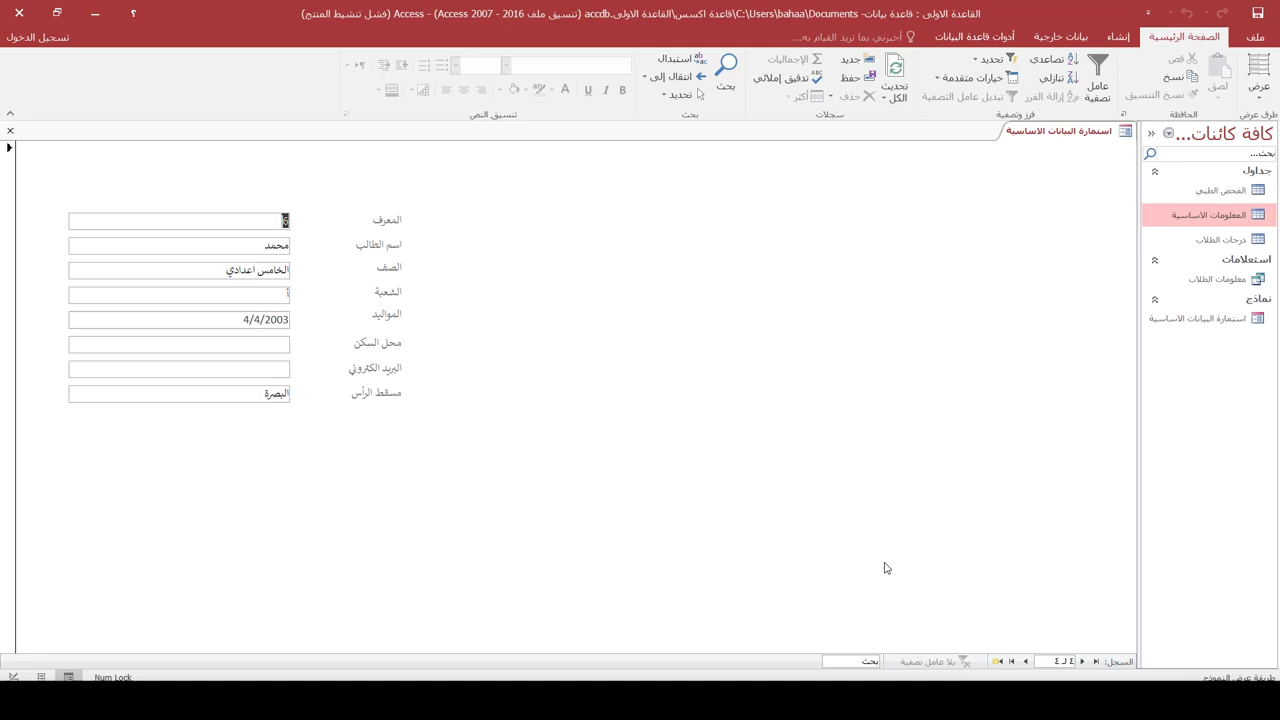 القاعدة الاولى : قاعدة بيانات- C:\Users\bahaa\Documents\قاعدة اكسس\القاعدة الاولى.accdb (تنسيق ملف Access 2007 - 2016) - Access (فشل تنشيط المنتج)
ملف
الصفحة الرئيسية
إنشاء
بيانات خارجية
أدوات قاعدة البيانات
أخبرني بما تريد القيام به...
تسجيل الدخول
عرض
طرق عرض
لصق
قص
نسخ
نسخ التنسيق
الحافظة
عامل تصفية
تصاعدي
تنازلي
إزالة الفرز
تحديد
خيارات متقدمة
تبديل عامل التصفية
فرز وتصفية
تحديث الكل
جديد
حفظ
حذف
الإجماليات
تدقيق إملائي
أكثر
سجلات
بحث
استبدال
انتقال إلى
تحديد
بحث
B I U A
تنسيق النص
كافة كائنات...
بحث...
جداول
الفحص الطبي
المعلومات الاساسية
درجات الطلاب
استعلامات
معلومات الطلاب
نماذج
استمارة البيانات الاساسية
استمارة البيانات الاساسية
المعرف
اسم الطالب محمد
الصف الخامس اعدادي
الشعبة أ
المواليد 4/4/2003
محل السكن
البريد الكتروني
مسقط الرأس البصرة
السجل: ٤ لـ ٤
بلا عامل تصفية
بحث
طريقة عرض النموذج
Num Lock